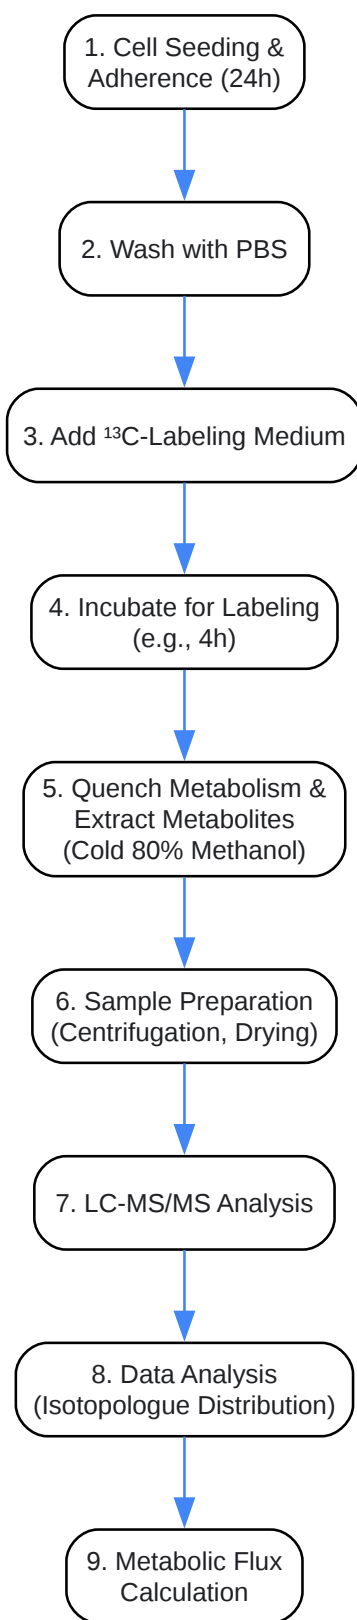 1. Cell Seeding &
Adherence (24h)
2. Wash with PBS
3. Add ¹³C-Labeling Medium
4. Incubate for Labeling
(e.g., 4h)
5. Quench Metabolism &
Extract Metabolites
(Cold 80% Methanol)
6. Sample Preparation
(Centrifugation, Drying)
7. LC-MS/MS Analysis
8. Data Analysis
(Isotopologue Distribution)
9. Metabolic Flux
Calculation